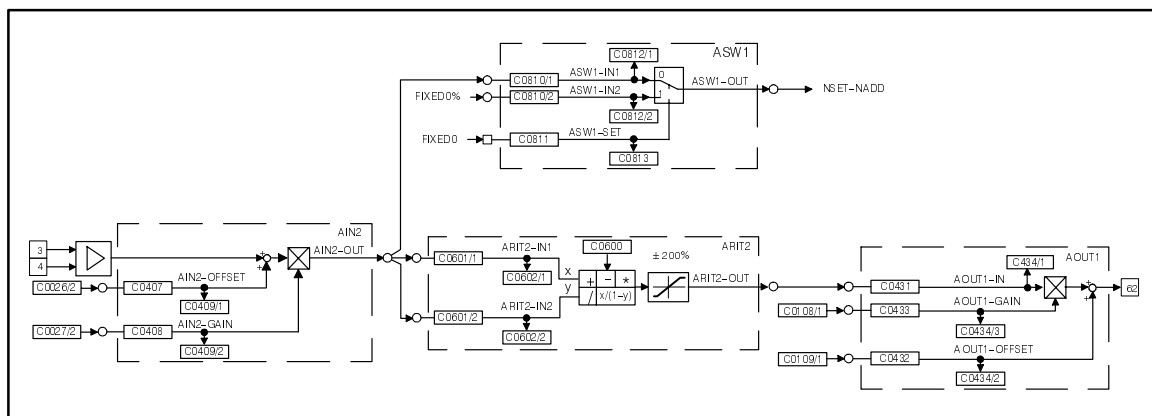 C0812/1
ASW1
C0810/1
ASW1-IN1
0
ASW1-OUT
NSET-NADD
FIXED0%
C0810/2
ASW1-IN2
1
C0812/2
FIXED0
C0811
ASW1-SET
C0813
AIN2
3
4
+
+
AIN2-OUT
C0026/2
C0407
AIN2-OFFSET
C0409/1
C0027/2
C0408
AIN2-GAIN
C0409/2
ARIT2
C0601/1
ARIT2-IN1
C0602/1
C0600
±200%
x
y
+ - *
/ x/(1-y)
ARIT2-OUT
C0601/2
ARIT2-IN2
C0602/2
C434/1
AOUT1
C0431
AOUT1-IN
+
+
62
C0108/1
C0433
AOUT1-GAIN
C0434/3
C0109/1
C0432
AOUT1-OFFSET
C0434/2